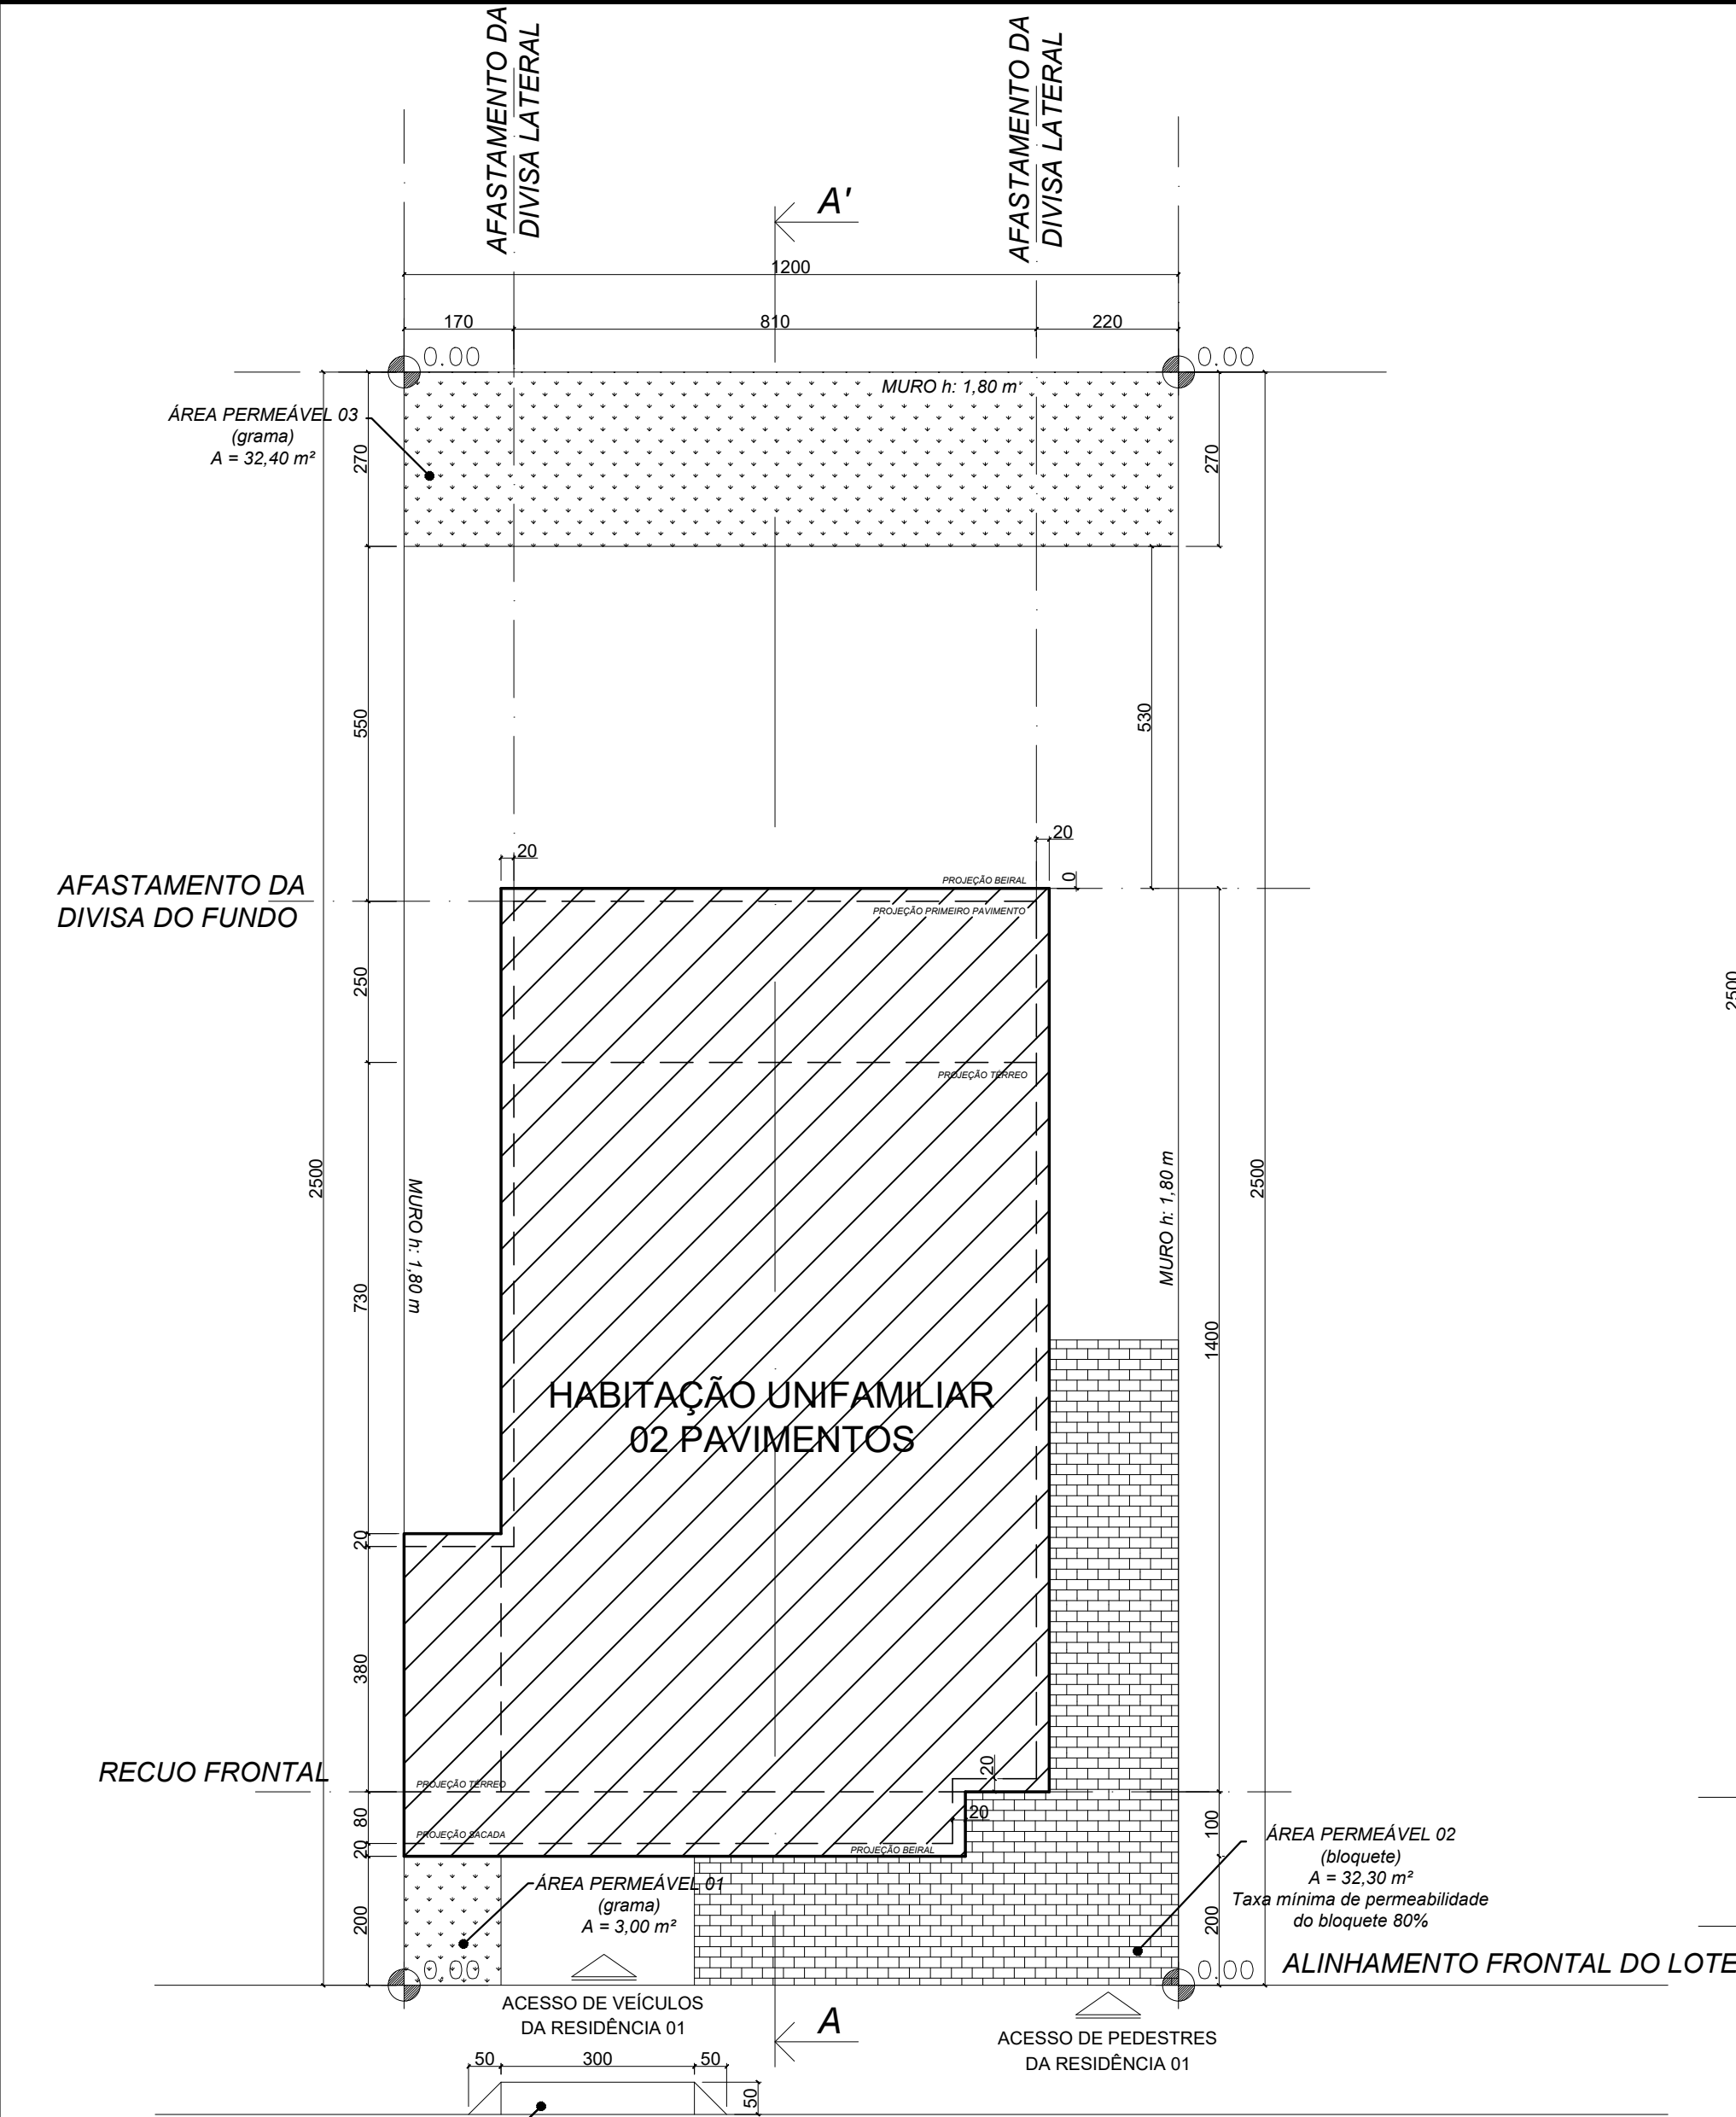 AFASTAMENTO DA
DIVISA LATERAL
AFASTAMENTO DA
DIVISA LATERAL
A'
1200
170
810
220
0.00
0.00
MURO h: 1,80 m
ÁREA PERMEÁVEL 03
(grama)
A = 32,40 m²
270
270
550
530
20
20
0
PROJEÇÃO BEIRAL
AFASTAMENTO DA
DIVISA DO FUNDO
PROJEÇÃO PRIMEIRO PAVIMENTO
250
2500
PROJEÇÃO TÉRREO
2500
MURO h: 1,80 m
MURO h: 1,80 m
2500
730
1400
HABITAÇÃO UNIFAMILIAR
02 PAVIMENTOS
20
380
RECUO FRONTAL
20
PROJEÇÃO TÉRREO
80
20
100
PROJEÇÃO SACADA
20
PROJEÇÃO BEIRAL
ÁREA PERMEÁVEL 02
(bloquete)
A = 32,30 m²
Taxa mínima de permeabilidade
do bloquete 80%
ÁREA PERMEÁVEL 01
(grama)
A = 3,00 m²
200
200
0.00
0.00
ALINHAMENTO FRONTAL DO LOTE
ACESSO DE VEÍCULOS
DA RESIDÊNCIA 01
A
ACESSO DE PEDESTRES
DA RESIDÊNCIA 01
50
300
50
50